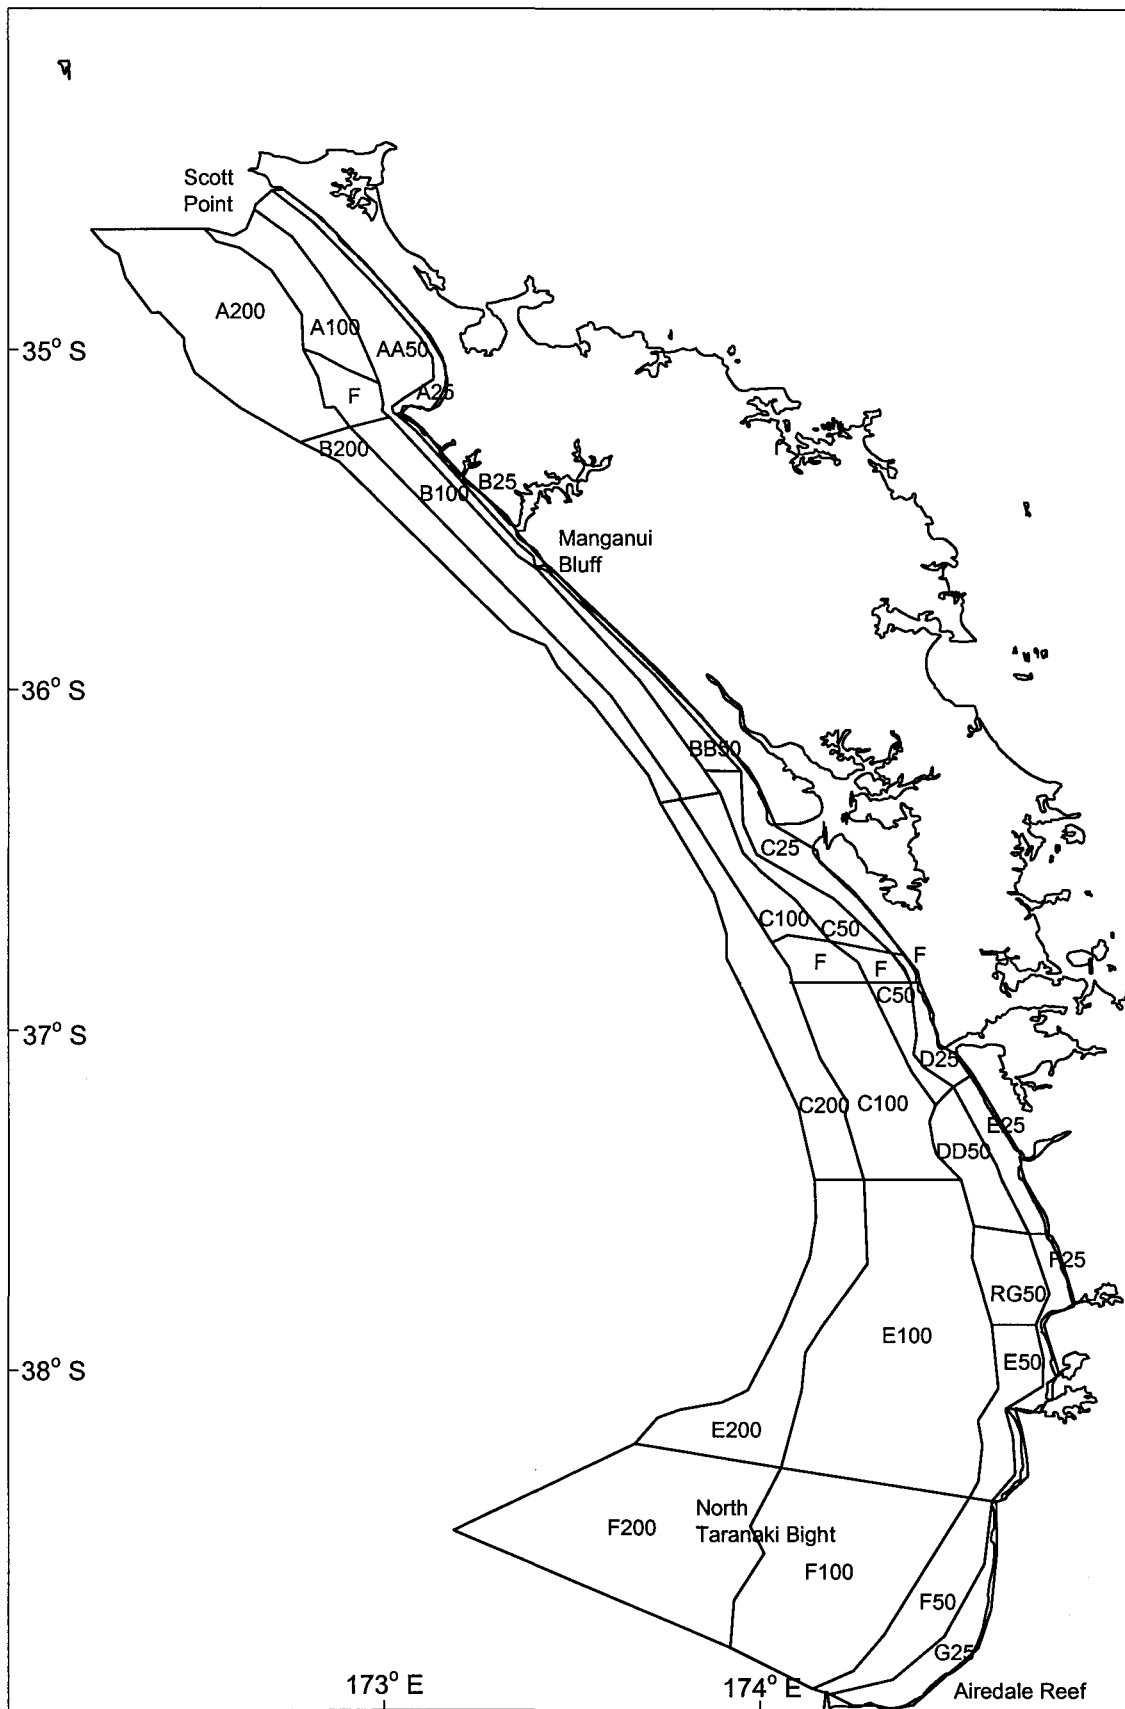 Scott
Point
A200
A100
AA50
35° S
A25
F
B200
B25
B100
Manganui
Bluff
36° S
BB50
C25
C100
C50
F
F
F
C50
37° S
D25
C200
C100
E25
DD50
F25
RG50
E100
E50
38° S
E200
North
Taranaki Bight
F200
F100
F50
G25
173° E
174° E
Airedale Reef